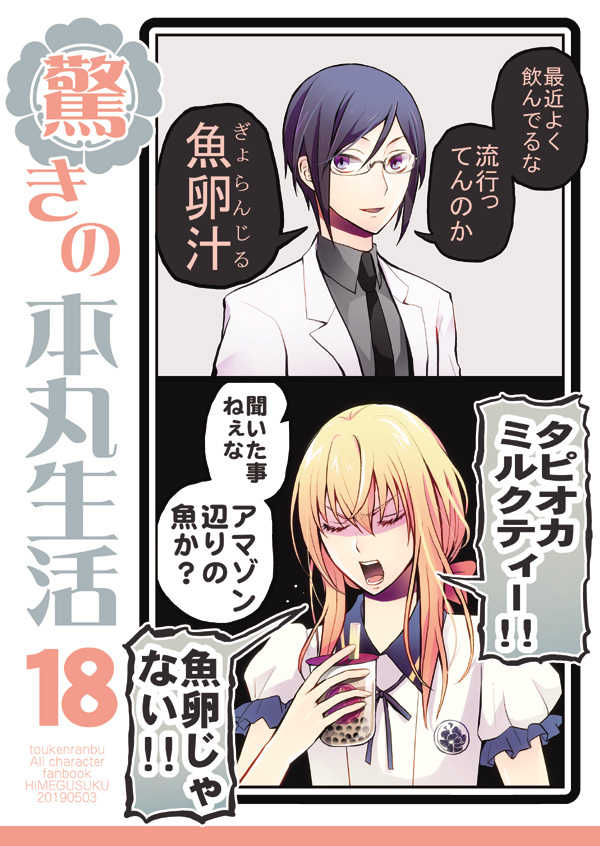 驚きの
本丸生活
18
toukenranbu
All character
fanbook
HIMEGUSUKU
20190503
最近よく
飲んでるな
流行っ
てんのか
ぎょらんじる
魚卵汁
タピオカ
ミルクティー!!
聞いた事
ねぇな
アマゾン
辺りの
魚か?
魚卵じゃ
ない!!